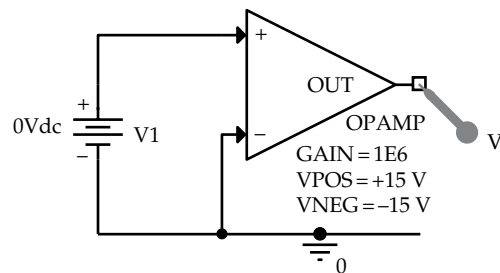 +
OUT
+
0Vdc
V1
−
−
OPAMP
V
GAIN = 1E6
VPOS = +15 V
VNEG = −15 V
0